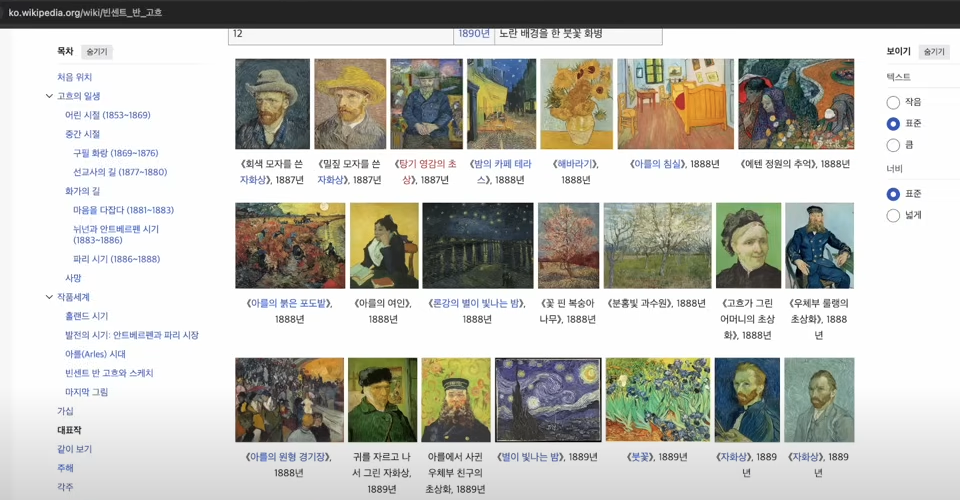 ko.wikipedia.org/wiki/빈센트_반_고흐
12 1890년 노란 배경을 한 붓꽃 화병
목차 숨기기
처음 위치
고흐의 일생
어린 시절 (1853~1869)
중간 시절
구필 화랑 (1869~1876)
선교사의 길 (1877~1880)
화가의 길
마음을 다잡다 (1881~1883)
뉘넌과 안트베르펜 시기
(1883~1886)
파리 시기 (1886~1888)
사망
작품세계
홀랜드 시기
발전의 시기: 안트베르펜과 파리 시장
아를(Arles) 시대
빈센트 반 고흐와 스케치
마지막 그림
가십
대표작
같이 보기
주해
각주
《회색 모자를 쓴
자화상》, 1887년
《밀짚 모자를 쓴
자화상》, 1887년
《탕기 영감의 초
상》, 1887년
《밤의 카페 테라
스》, 1888년
《해바라기》,
1888년
《아를의 침실》, 1888년
《에텐 정원의 추억》, 1888년
《아를의 붉은 포도밭》,
1888년
《아를의 여인》,
1888년
《론강의 별이 빛나는 밤》,
1888년
《꽃 핀 복숭아
나무》, 1888년
《분홍빛 과수원》, 1888년
《고흐가 그린
어머니의 초상
화》, 1888년
《우체부 룰랭의
초상화》, 1888
년
《아를의 원형 경기장》,
1888년
귀를 자르고 나
서 그린 자화상,
1889년
아를에서 사귄
우체부 친구의
초상화, 1889년
《별이 빛나는 밤》, 1889년
《붓꽃》, 1889년
《자화상》, 1889
년
《자화상》, 1889
년
보이기 숨기기
텍스트
작음
표준
큼
너비
표준
넓게